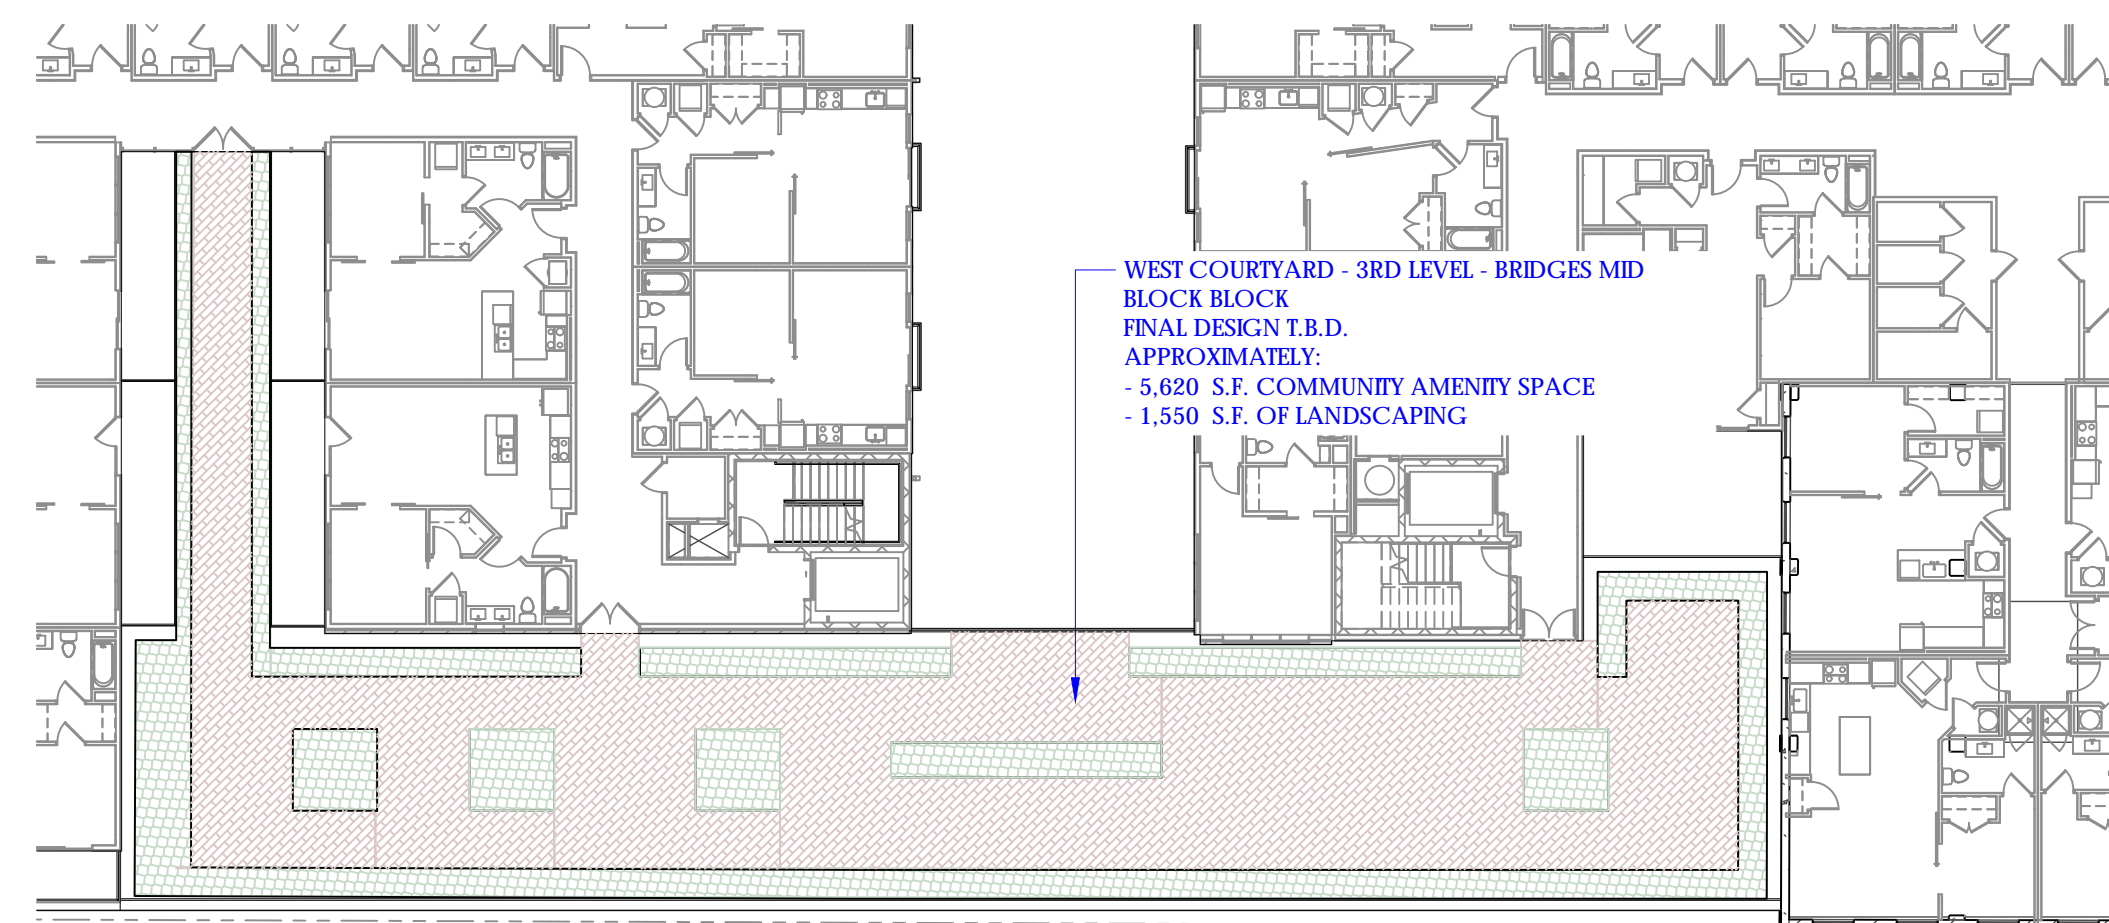 WEST COURTYARD - 3RD LEVEL - BRIDGES MID
BLOCK BLOCK
FINAL DESIGN T.B.D.
APPROXIMATELY:
- 5,620 S.F. COMMUNITY AMENITY SPACE
- 1,550 S.F. OF LANDSCAPING